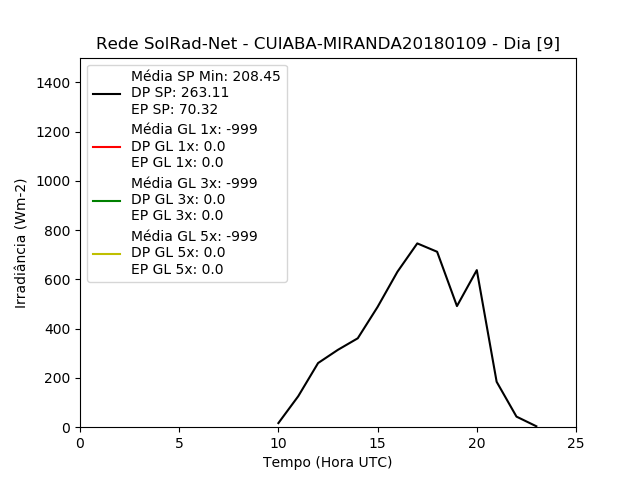 Rede SolRad-Net - CUIABA-MIRANDA20180109 - Dia [9]
Média SP Min: 208.45
DP SP: 263.11
EP SP: 70.32
Média GL 1x: -999
DP GL 1x: 0.0
EP GL 1x: 0.0
Média GL 3x: -999
DP GL 3x: 0.0
EP GL 3x: 0.0
Média GL 5x: -999
DP GL 5x: 0.0
EP GL 5x: 0.0
Irradiância (Wm-2)
1400
1200
1000
800
600
400
200
0
0 5 10 15 20 25
Tempo (Hora UTC)